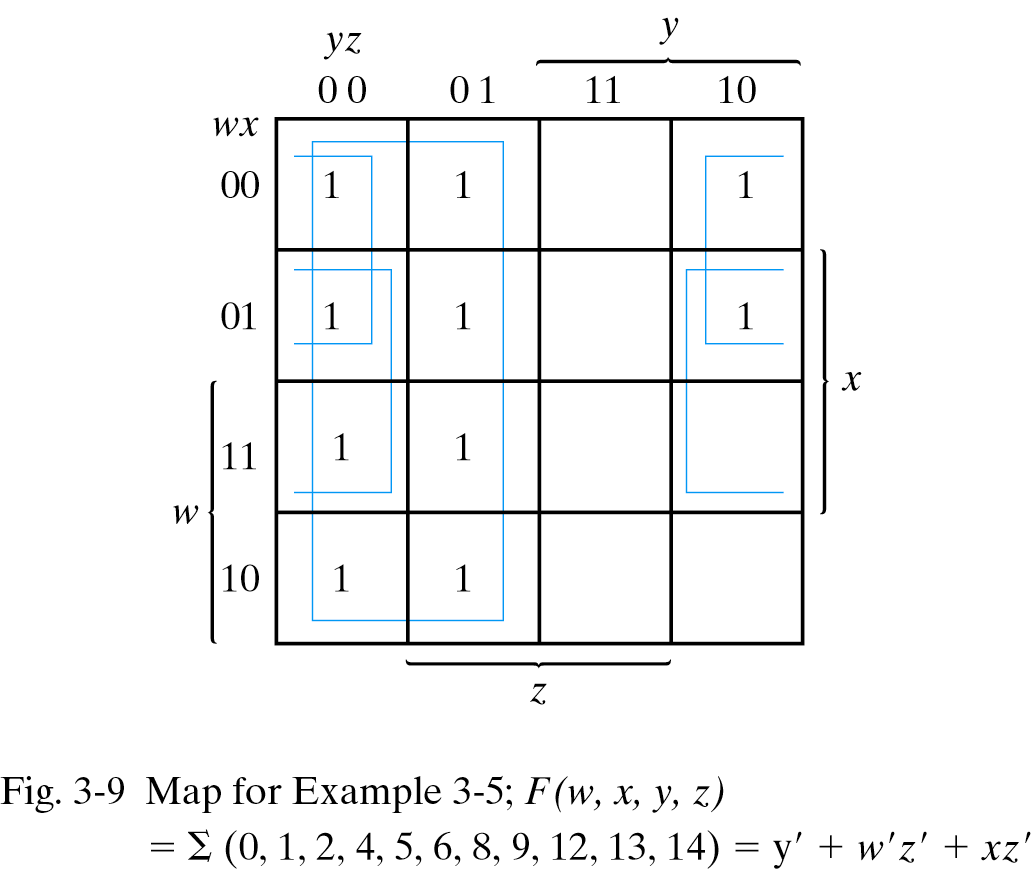 y
yz
0 0 0 1 11 10
wx
00 1 1 1
01 1 1 1
x
11 1 1
w
10 1 1
z
Fig. 3-9 Map for Example 3-5; F(w, x, y, z)
= Σ (0, 1, 2, 4, 5, 6, 8, 9, 12, 13, 14) = y′ + w′z′ + xz′